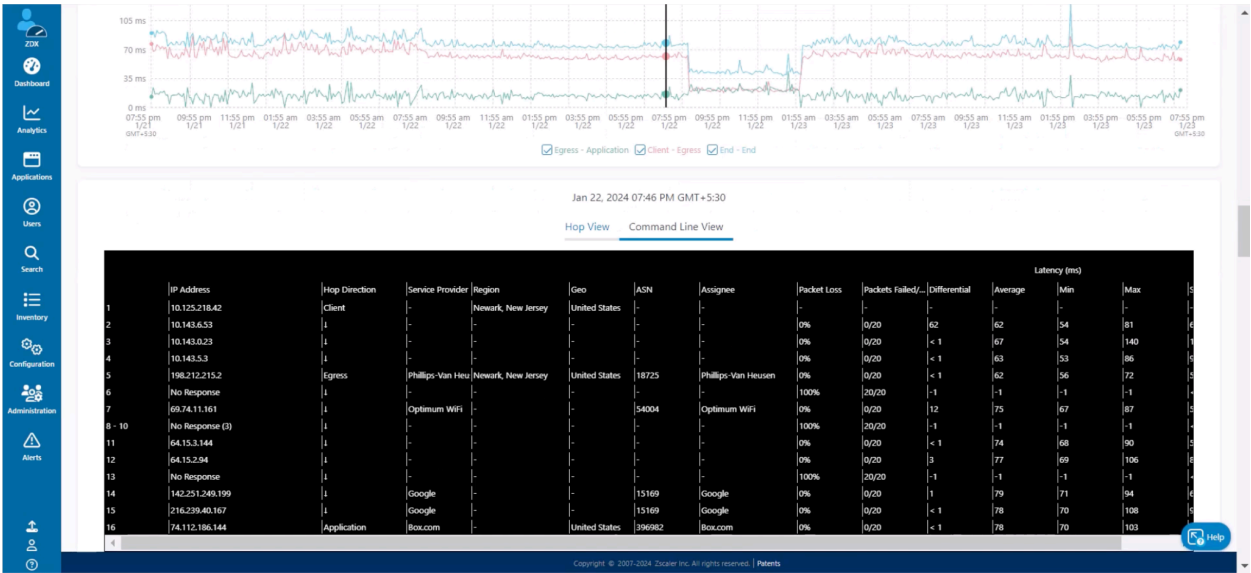 ZDX
Dashboard
Analytics
Applications
Users
Search
Inventory
Configuration
Administration
Alerts
105 ms
70 ms
35 ms
0 ms
07:55 pm 09:55 pm 11:55 pm 01:55 am 03:55 am 05:55 am 07:55 am 09:55 am 11:55 am 01:55 pm 03:55 pm 05:55 pm 07:55 pm 09:55 pm 11:55 pm 01:55 am 03:55 am 05:55 am 07:55 am 09:55 am 11:55 am 01:55 pm 03:55 pm 05:55 pm 07:55 pm
1/21 1/21 1/21 1/22 1/22 1/22 1/22 1/22 1/22 1/22 1/22 1/22 1/22 1/22 1/22 1/23 1/23 1/23 1/23 1/23 1/23 1/23 1/23 1/23 1/23
GMT+5:30 GMT+5:30
Egress - Application Client - Egress End - End
Jan 22, 2024 07:46 PM GMT+5:30
Hop View Command Line View
Latency (ms)
IP Address Hop Direction Service Provider Region Geo ASN Assignee Packet Loss Packets Failed/... Differential Average Min Max S
1 10.125.218.42 Client - Newark, New Jersey United States - - - - - - - - -
2 10.143.6.53 ↓ - - - - - 0% 0/20 62 62 54 81 6
3 10.143.0.23 ↓ - - - - - 0% 0/20 < 1 67 54 140 1
4 10.143.5.3 ↓ - - - - - 0% 0/20 < 1 63 53 86 9
5 198.212.215.2 Egress Phillips-Van Heu Newark, New Jersey United States 18725 Phillips-Van Heusen 0% 0/20 < 1 62 56 72 5
6 No Response ↓ - - - - - 100% 20/20 -1 -1 -1 -1 -
7 69.74.11.161 ↓ Optimum WiFi - - 54004 Optimum WiFi 0% 0/20 12 75 67 87 5
8 - 10 No Response (3) ↓ - - - - - 100% 20/20 -1 -1 -1 -1 -
11 64.15.3.144 ↓ - - - - - 0% 0/20 < 1 74 68 90 5
12 64.15.2.94 ↓ - - - - - 0% 0/20 3 77 69 106 8
13 No Response ↓ - - - - - 100% 20/20 -1 -1 -1 -1 -
14 142.251.249.199 ↓ Google - - 15169 Google 0% 0/20 1 79 71 94 6
15 216.239.40.167 ↓ Google - - 15169 Google 0% 0/20 < 1 78 70 108 9
16 74.112.186.144 Application Box.com - United States 396982 Box.com 0% 0/20 < 1 78 70 103
Help
Copyright © 2007-2024 Zscaler Inc. All rights reserved. | Patents